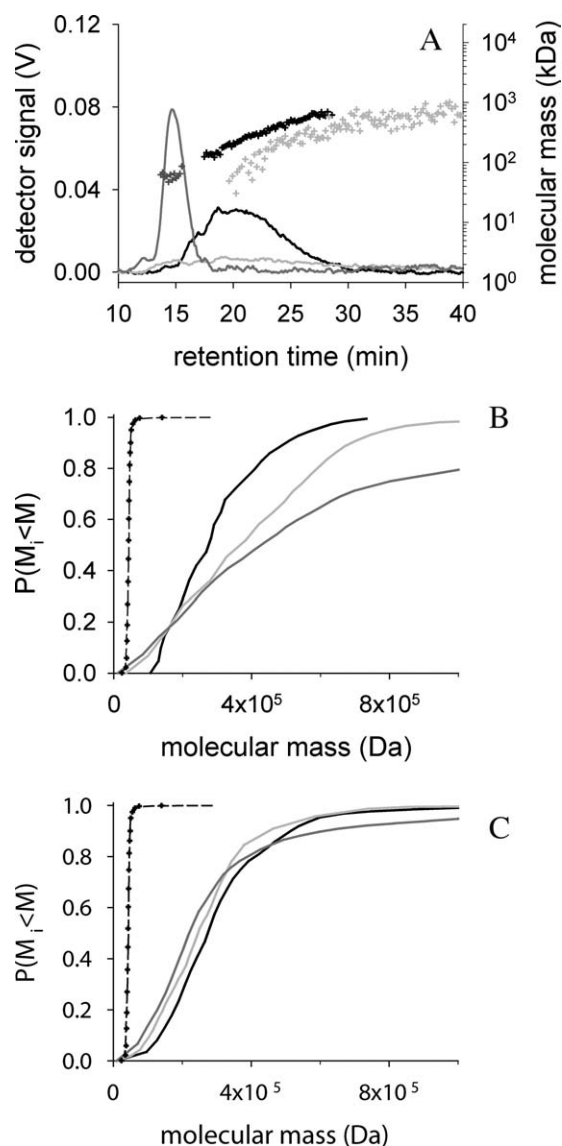 A
detector signal (V)
0.12
0.08
0.04
0.00
10 15 20 25 30 35 40
retention time (min)
10⁴
10³
10²
10¹
10⁰
molecular mass (kDa)
B
P(Mᵢ<M)
1.0
0.8
0.6
0.4
0.2
0.0
0 4x10⁵ 8x10⁵
molecular mass (Da)
C
P(Mᵢ<M)
1.0
0.8
0.6
0.4
0.2
0.0
0 4x10⁵ 8x10⁵
molecular mass (Da)